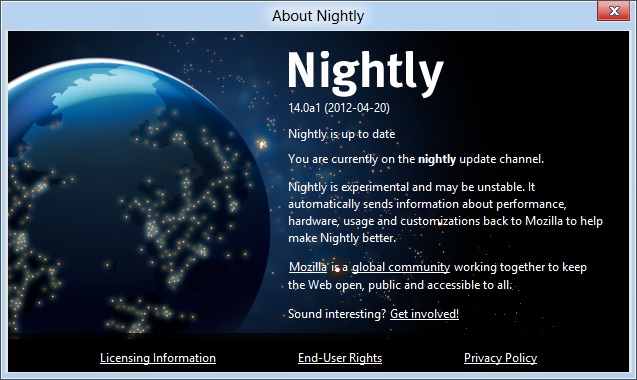 About Nightly
Nightly
14.0a1 (2012-04-20)
Nightly is up to date
You are currently on the nightly update channel.
Nightly is experimental and may be unstable. It
automatically sends information about performance,
hardware, usage and customizations back to Mozilla to help
make Nightly better.
Mozilla is a global community working together to keep
the Web open, public and accessible to all.
Sound interesting? Get involved!
Licensing Information End-User Rights Privacy Policy